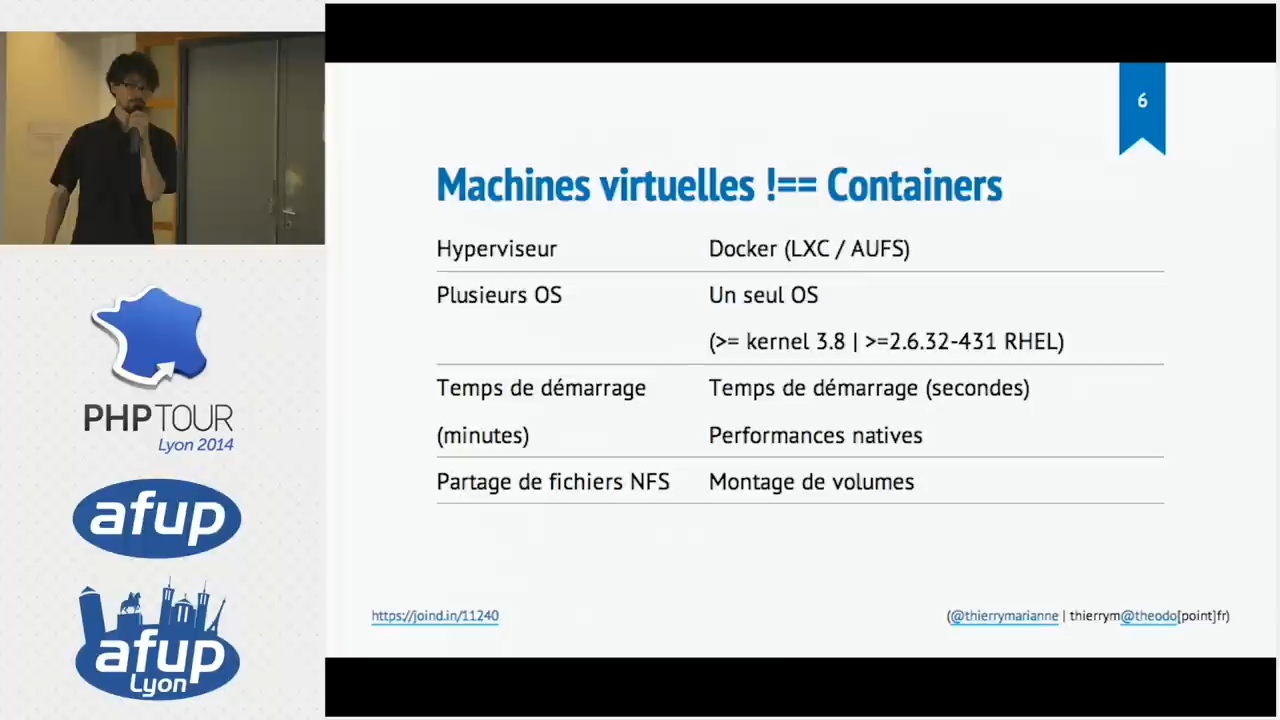 6
Machines virtuelles !== Containers
Hyperviseur
Docker (LXC / AUFS)
Plusieurs OS
Un seul OS
(>= kernel 3.8 | >=2.6.32-431 RHEL)
Temps de démarrage
(minutes)
Temps de démarrage (secondes)
Performances natives
Partage de fichiers NFS
Montage de volumes
https://joind.in/11240
(@thierrymarianne | thierrym@theodo[point]fr)
PHPTOUR
Lyon 2014
afup
afup
Lyon